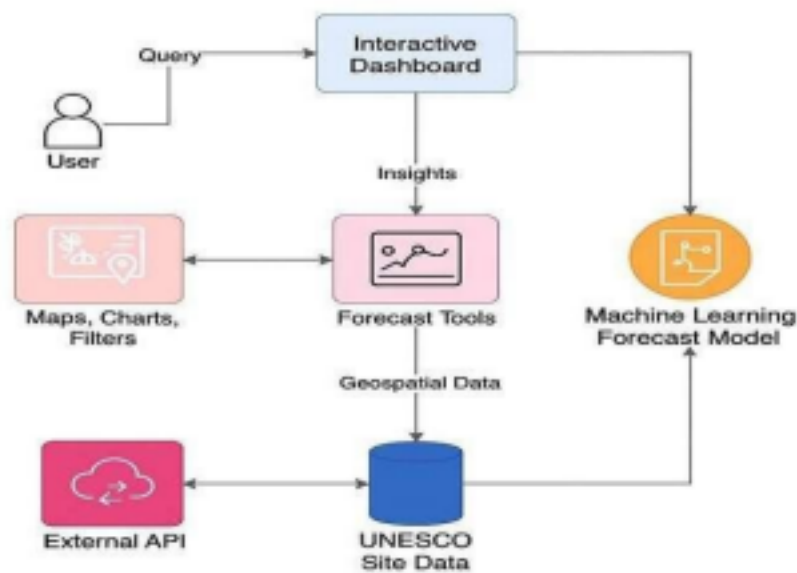 Interactive
Dashboard
Query
User
Insights
Maps, Charts,
Filters
Forecast Tools
Machine Learning
Forecast Model
Geospatial Data
External API
UNESCO
Site Data